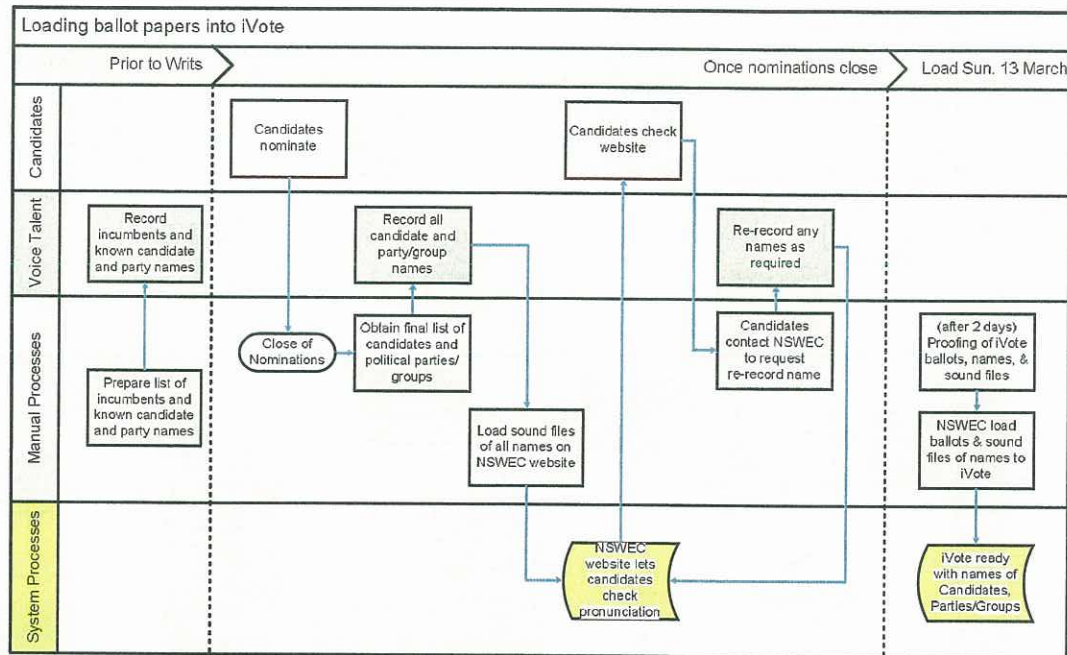 Loading ballot papers into iVote
Prior to Writs
Once nominations close
Load Sun. 13 March
Candidates
Candidates
nominate
Candidates check
website
Voice Talent
Record
incumbents and
known candidate
and party names
Record all
candidate and
party/group
names
Re-record any
names as
required
Manual Processes
Prepare list of
incumbents and
known candidate
and party names
Close of
Nominations
Obtain final list of
candidates and
political parties/
groups
Load sound files
of all names on
NSWEC website
Candidates
contact NSWEC
to request
re-record name
(after 2 days)
Proofing of iVote
ballots, names, &
sound files
NSWEC load
ballots & sound
files of names to
iVote
System Processes
NSWEC
website lets
candidates
check
pronunciation
iVote ready
with names of
Candidates,
Parties/Groups